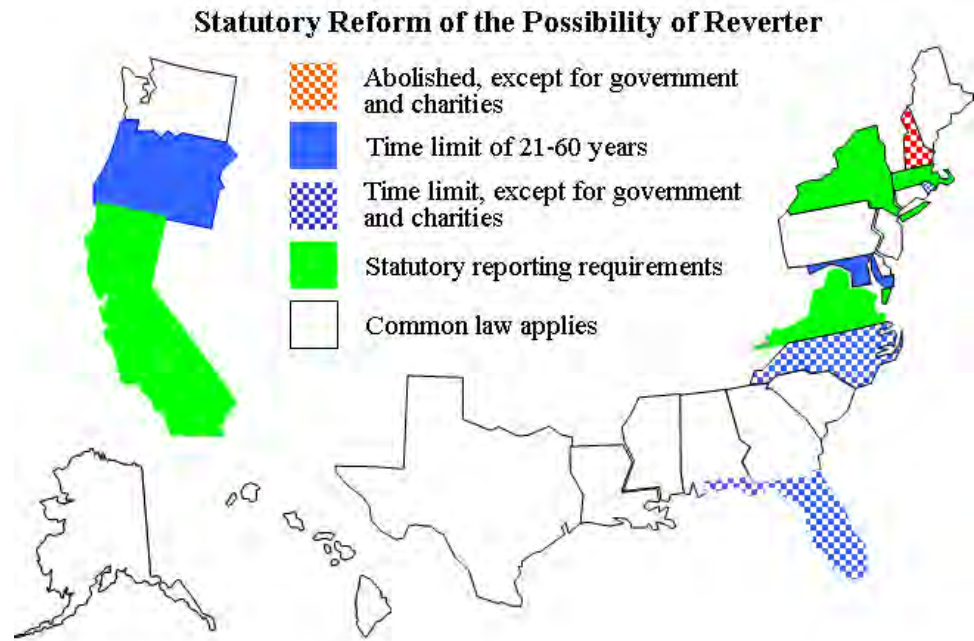 Statutory Reform of the Possibility of Reverter
Abolished, except for government
and charities
Time limit of 21-60 years
Time limit, except for government
and charities
Statutory reporting requirements
Common law applies